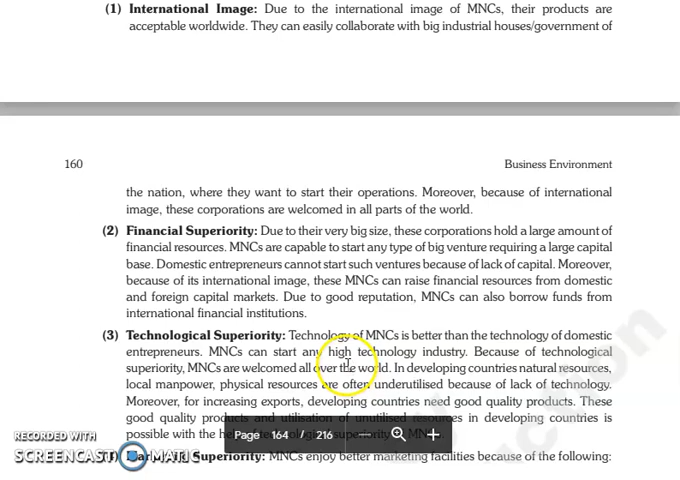 (1) International Image: Due to the international image of MNCs, their products are
acceptable worldwide. They can easily collaborate with big industrial houses/government of
160 Business Environment
the nation, where they want to start their operations. Moreover, because of international
image, these corporations are welcomed in all parts of the world.
(2) Financial Superiority: Due to their very big size, these corporations hold a large amount of
financial resources. MNCs are capable to start any type of big venture requiring a large capital
base. Domestic entrepreneurs cannot start such ventures because of lack of capital. Moreover,
because of its international image, these MNCs can raise financial resources from domestic
and foreign capital markets. Due to good reputation, MNCs can also borrow funds from
international financial institutions.
(3) Technological Superiority: Technology of MNCs is better than the technology of domestic
entrepreneurs. MNCs can start any high technology industry. Because of technological
superiority, MNCs are welcomed all over the world. In developing countries natural resources,
local manpower, physical resources are often underutilised because of lack of technology.
Moreover, for increasing exports, developing countries need good quality products. These
good quality products and utilisation of unutilised resources in developing countries is
possible with the help of technological superiority of MNCs.
Page 164 / 216
Superiority: MNCs enjoy better marketing facilities because of the following:
RECORDED WITH
SCREENCAST MATIC